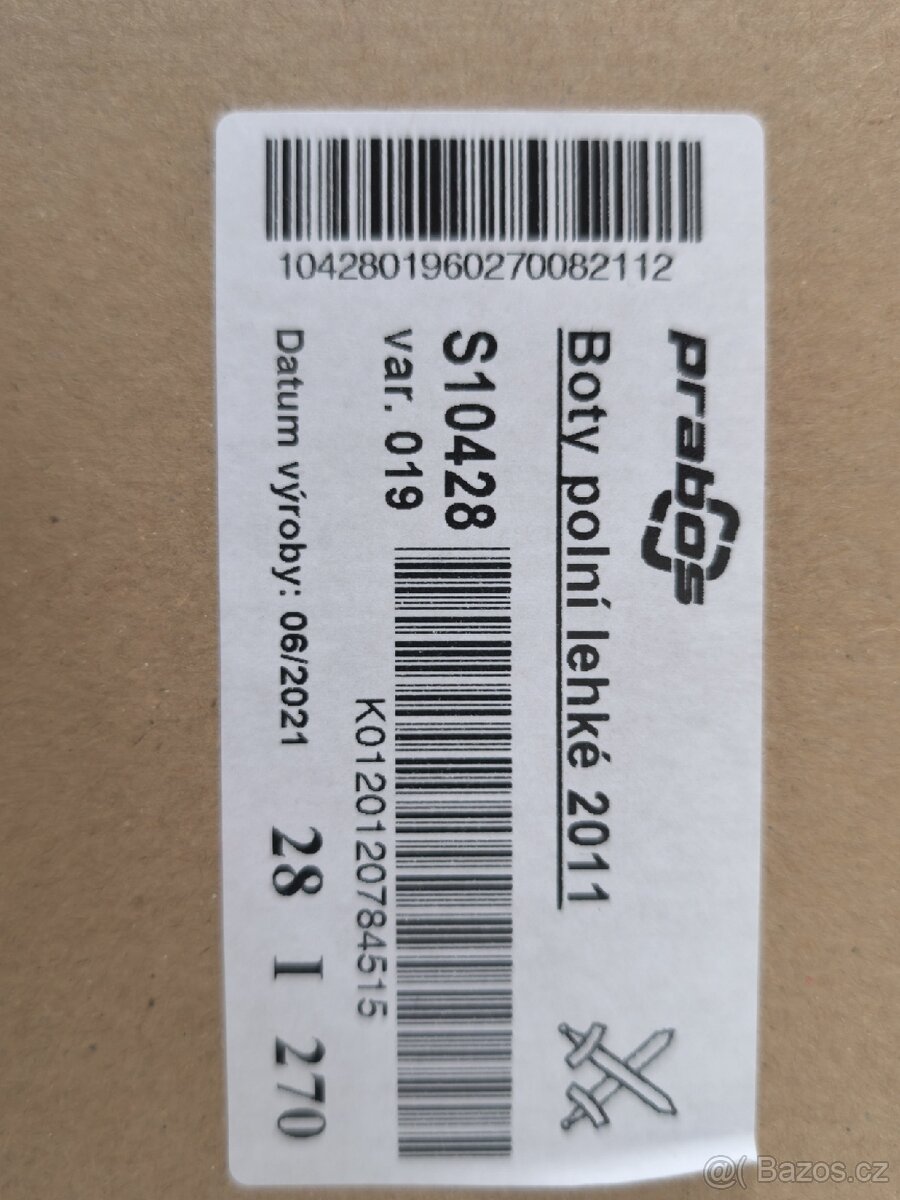 prabos
Boty polní lehké 2011
S10428
var. 019
K01201207845​15
Datum výroby: 06/2021 28 I 270
1042801960270082112
@( Bazos.cz